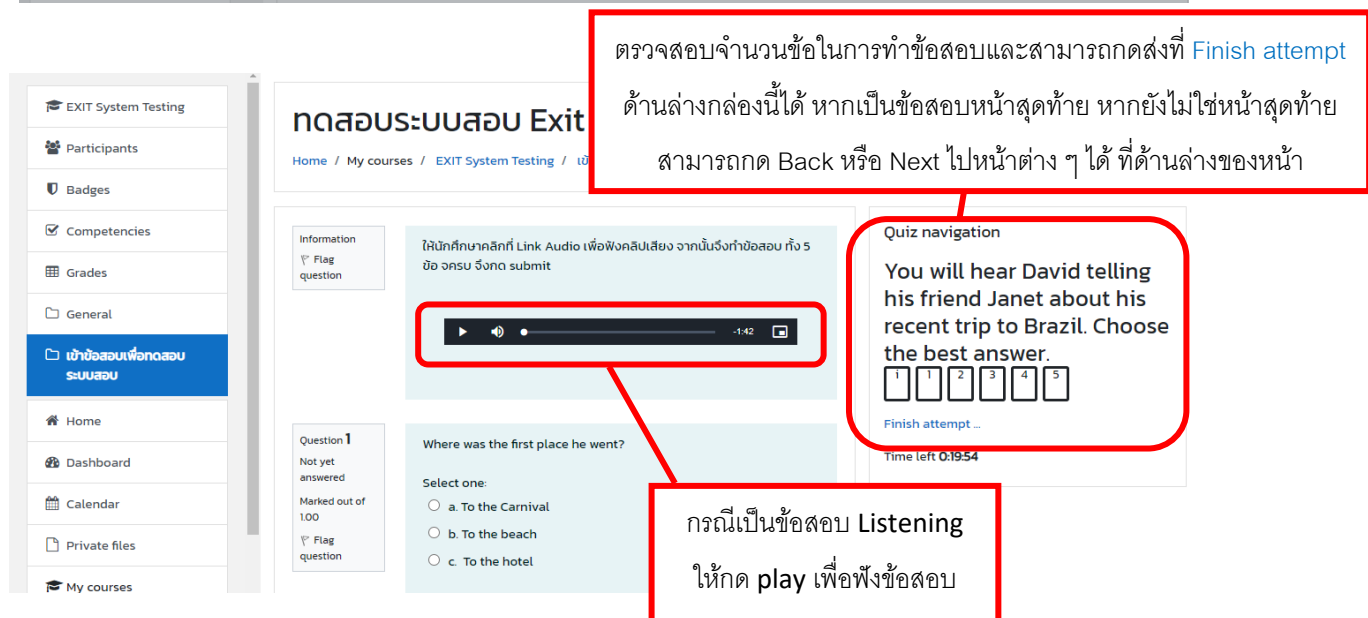 ตรวจสอบจำนวนข้อในการทำข้อสอบและสามารถกดส่งที่ Finish attempt
ด้านล่างกล่องนี้ได้ หากเป็นข้อสอบหน้าสุดท้าย หากยังไม่ใช่หน้าสุดท้าย
สามารถกด Back หรือ Next ไปหน้าต่าง ๆ ได้ ที่ด้านล่างของหน้า
EXIT System Testing
Participants
Badges
Competencies
Grades
General
เข้าข้อสอบเพื่อทดสอบ
ระบบสอบ
Home
Dashboard
Calendar
Private files
My courses
ทดสอบระบบสอบ Exit
Home / My courses / EXIT System Testing /
Information
Flag
question
ให้นักศึกษาคลิกที่ Link Audio เพื่อฟังคลิปเสียง จากนั้นจึงทำข้อสอบ ทั้ง 5
ข้อ จครบ จึงกด submit
-1:42
Question 1
Not yet
answered
Marked out of
1.00
Flag
question
Where was the first place he went?
Select one:
a. To the Carnival
b. To the beach
c. To the hotel
Quiz navigation
You will hear David telling
his friend Janet about his
recent trip to Brazil. Choose
the best answer.
i 1 2 3 4 5
Finish attempt ...
Time left 0:19:54
กรณีเป็นข้อสอบ Listening
ให้กด play เพื่อฟังข้อสอบ